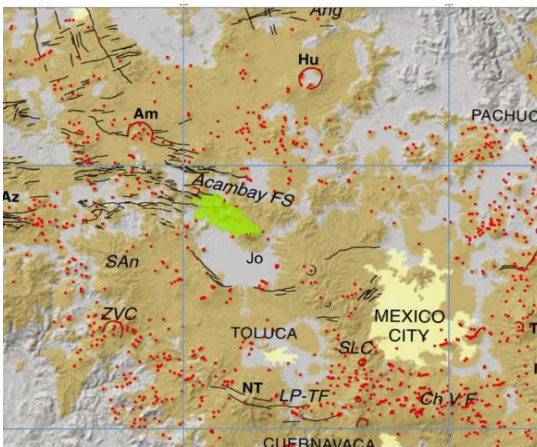 Ang
Hu
PACHUC
Am
Acambay FS
Az
SAn
Jo
ZVC
MEXICO
CITY
TOLUCA
SLC
T
NT
LP-TF
Ch V F
CUERNAVACA